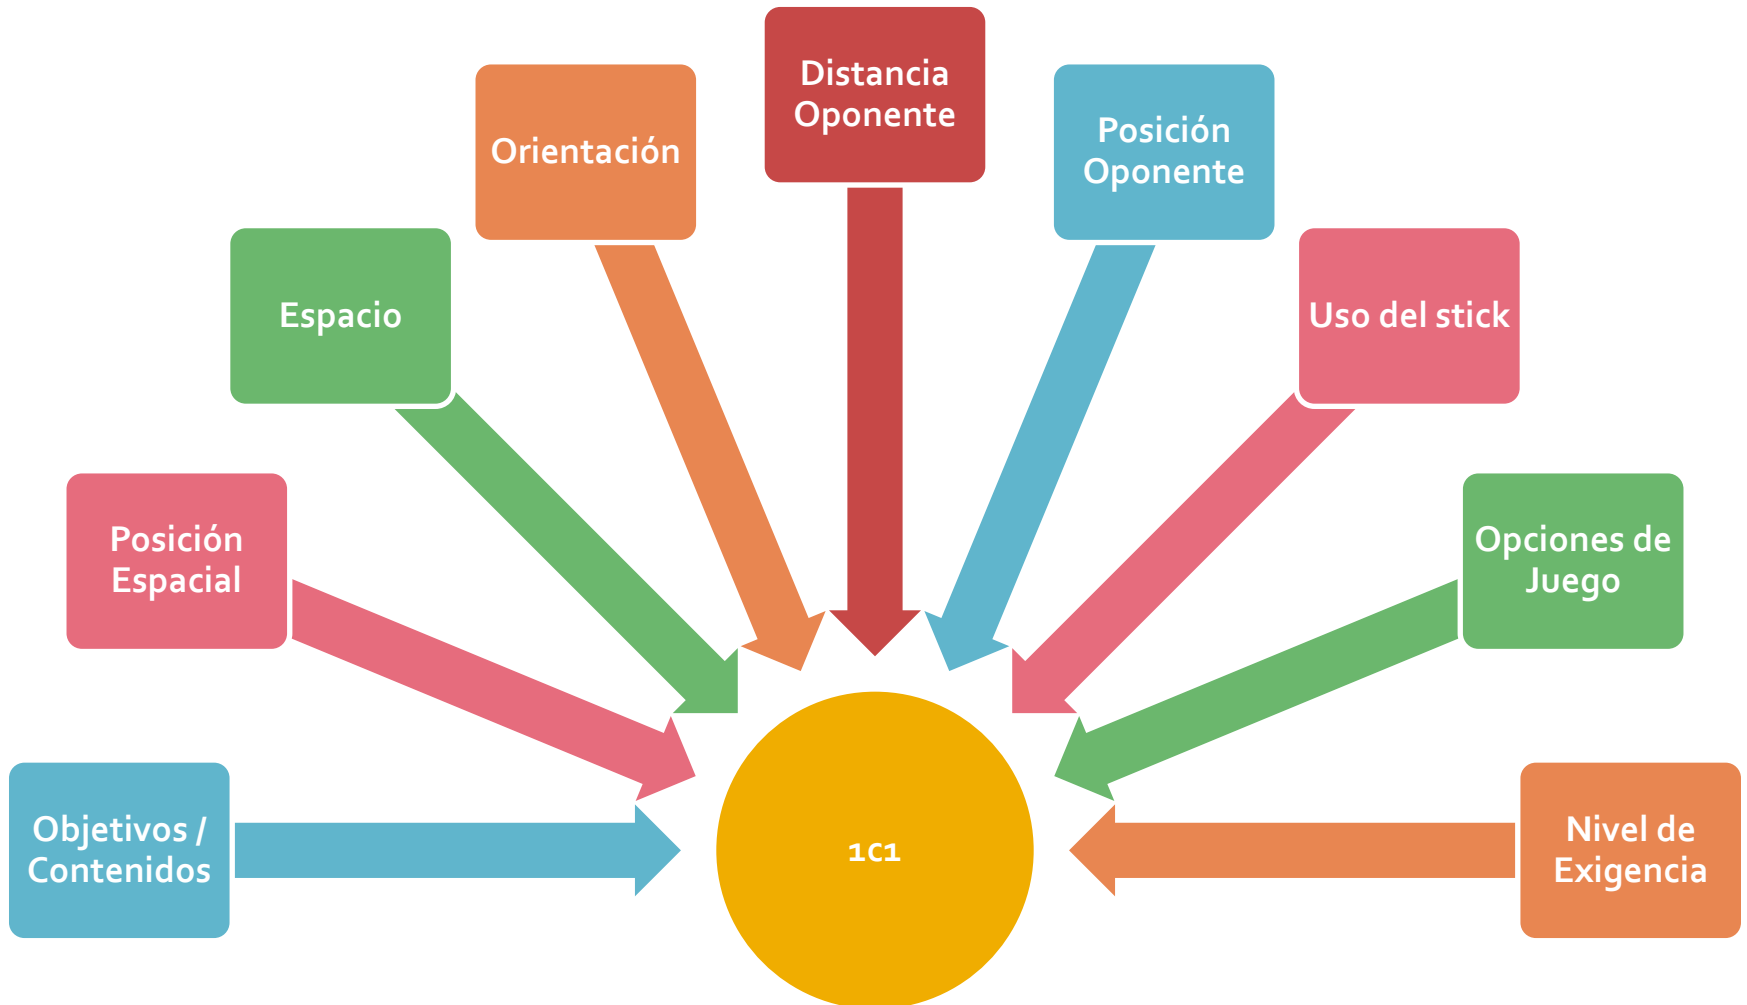 Distancia
Oponente
Orientación
Posición
Oponente
Espacio
Uso del stick
Posición
Espacial
Opciones de
Juego
Objetivos /
Contenidos
1c1
Nivel de
Exigencia